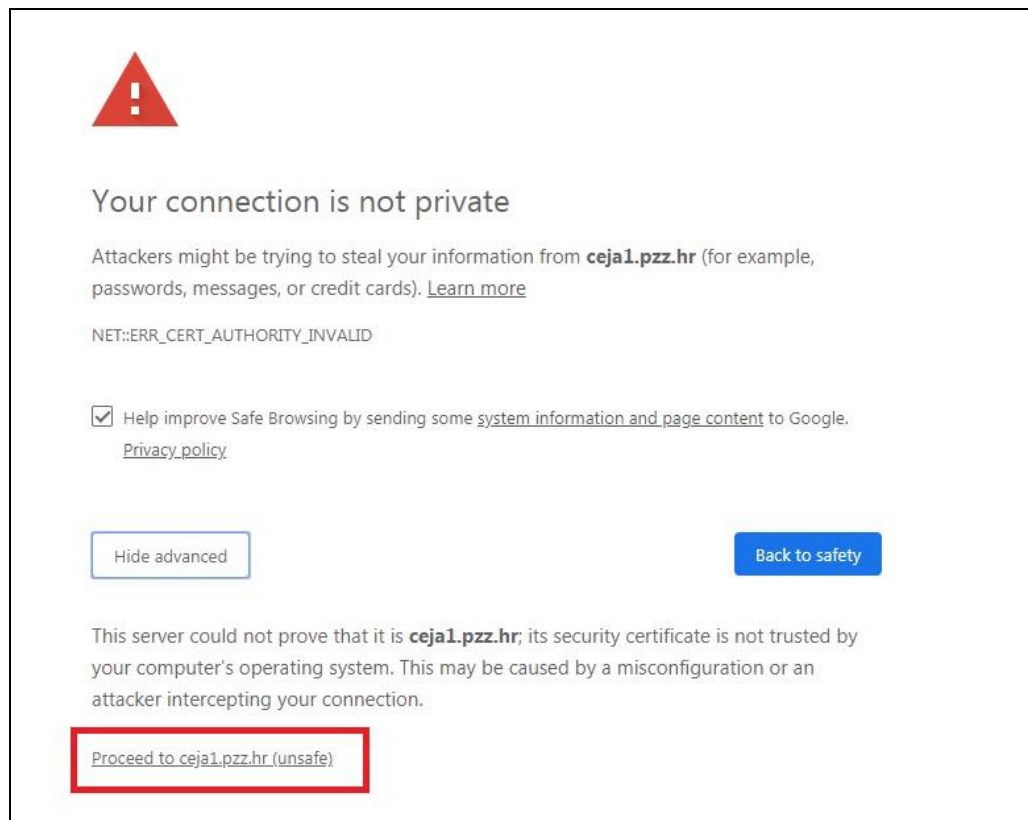 Your connection is not private
Attackers might be trying to steal your information from ceja1.pzz.hr (for example,
passwords, messages, or credit cards). Learn more
NET::ERR_CERT_AUTHORITY_INVALID
Help improve Safe Browsing by sending some system information and page content to Google.
Privacy policy
Hide advanced
Back to safety
This server could not prove that it is ceja1.pzz.hr; its security certificate is not trusted by
your computer's operating system. This may be caused by a misconfiguration or an
attacker intercepting your connection.
Proceed to ceja1.pzz.hr (unsafe)